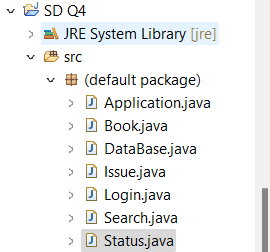 SD Q4
JRE System Library [jre]
src
(default package)
Application.java
Book.java
DataBase.java
Issue.java
Login.java
Search.java
Status.java